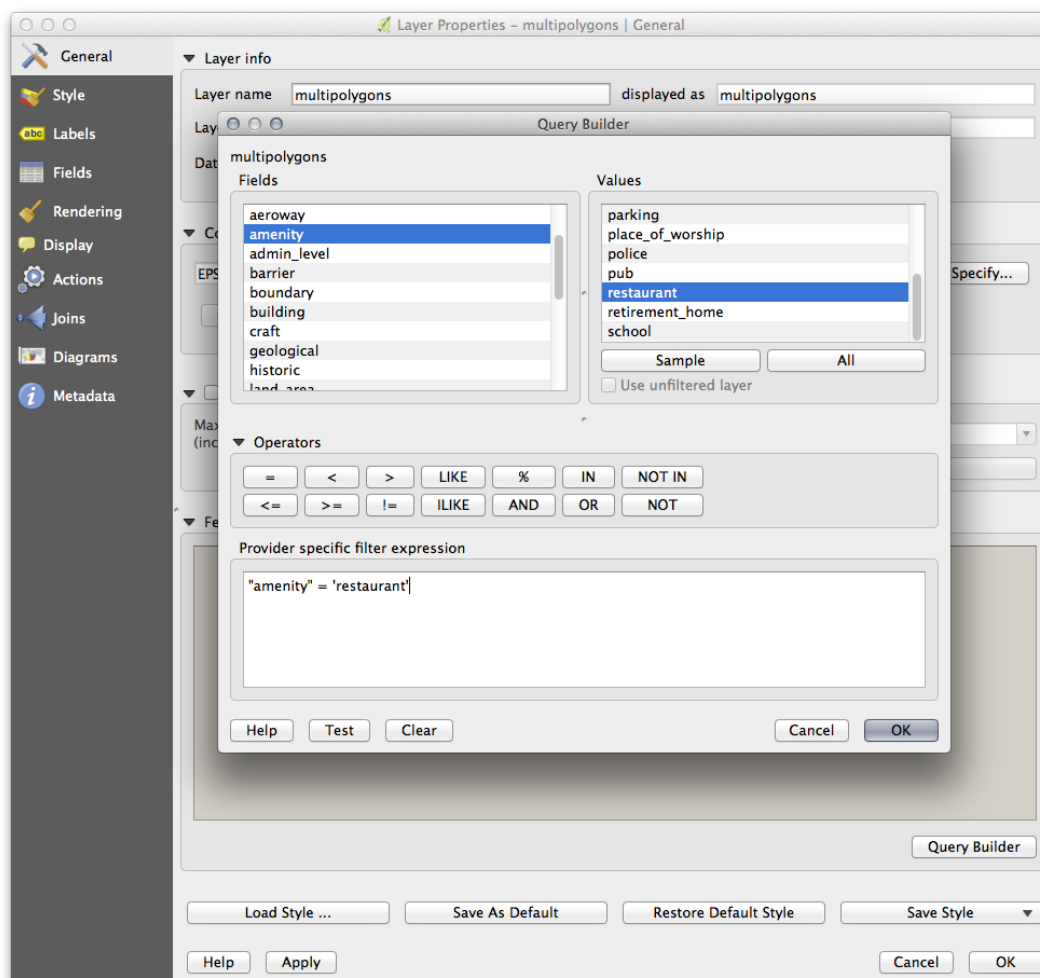 Layer Properties – multipolygons | General
General
Style
Labels
Fields
Rendering
Display
Actions
Joins
Diagrams
Metadata
Layer info
Layer name multipolygons displayed as multipolygons
Query Builder
multipolygons
Fields
aeroway
amenity
admin_level
barrier
boundary
building
craft
geological
historic
land_area
Values
parking
place_of_worship
police
pub
restaurant
retirement_home
school
Sample All
Use unfiltered layer
Specify...
Operators
= < > LIKE % IN NOT IN
<= >= != ILIKE AND OR NOT
Provider specific filter expression
"amenity" = 'restaurant'
Help Test Clear Cancel OK
Query Builder
Load Style ... Save As Default Restore Default Style Save Style
Help Apply Cancel OK